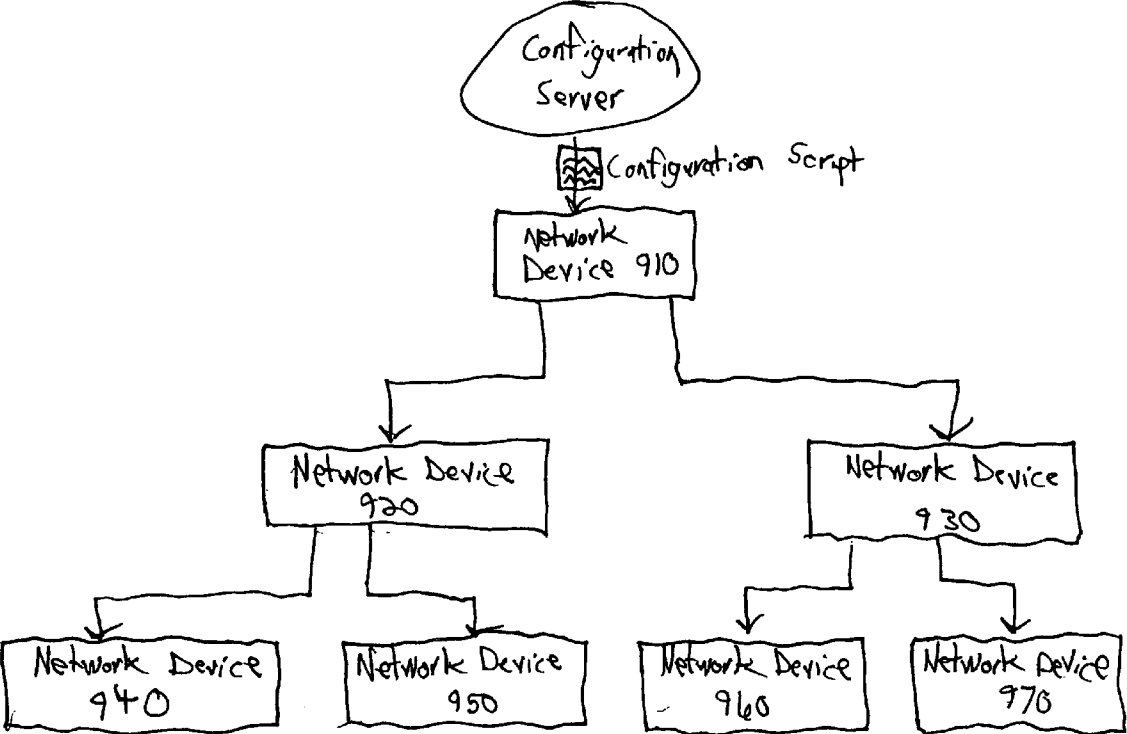 Configuration
Server
Configuration Script
Network
Device 910
Network Device
920
Network Device
930
Network Device
940
Network Device
950
Network Device
960
Network Device
970